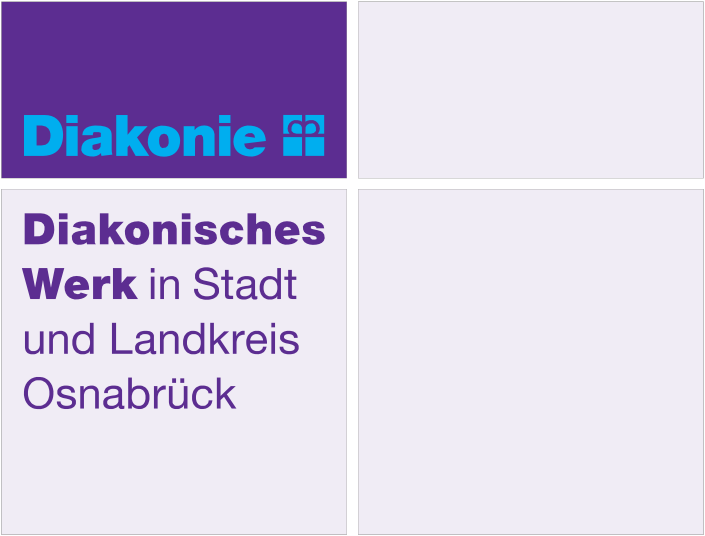 Diakonie
Diakonisches
Werk in Stadt
und Landkreis
Osnabrück